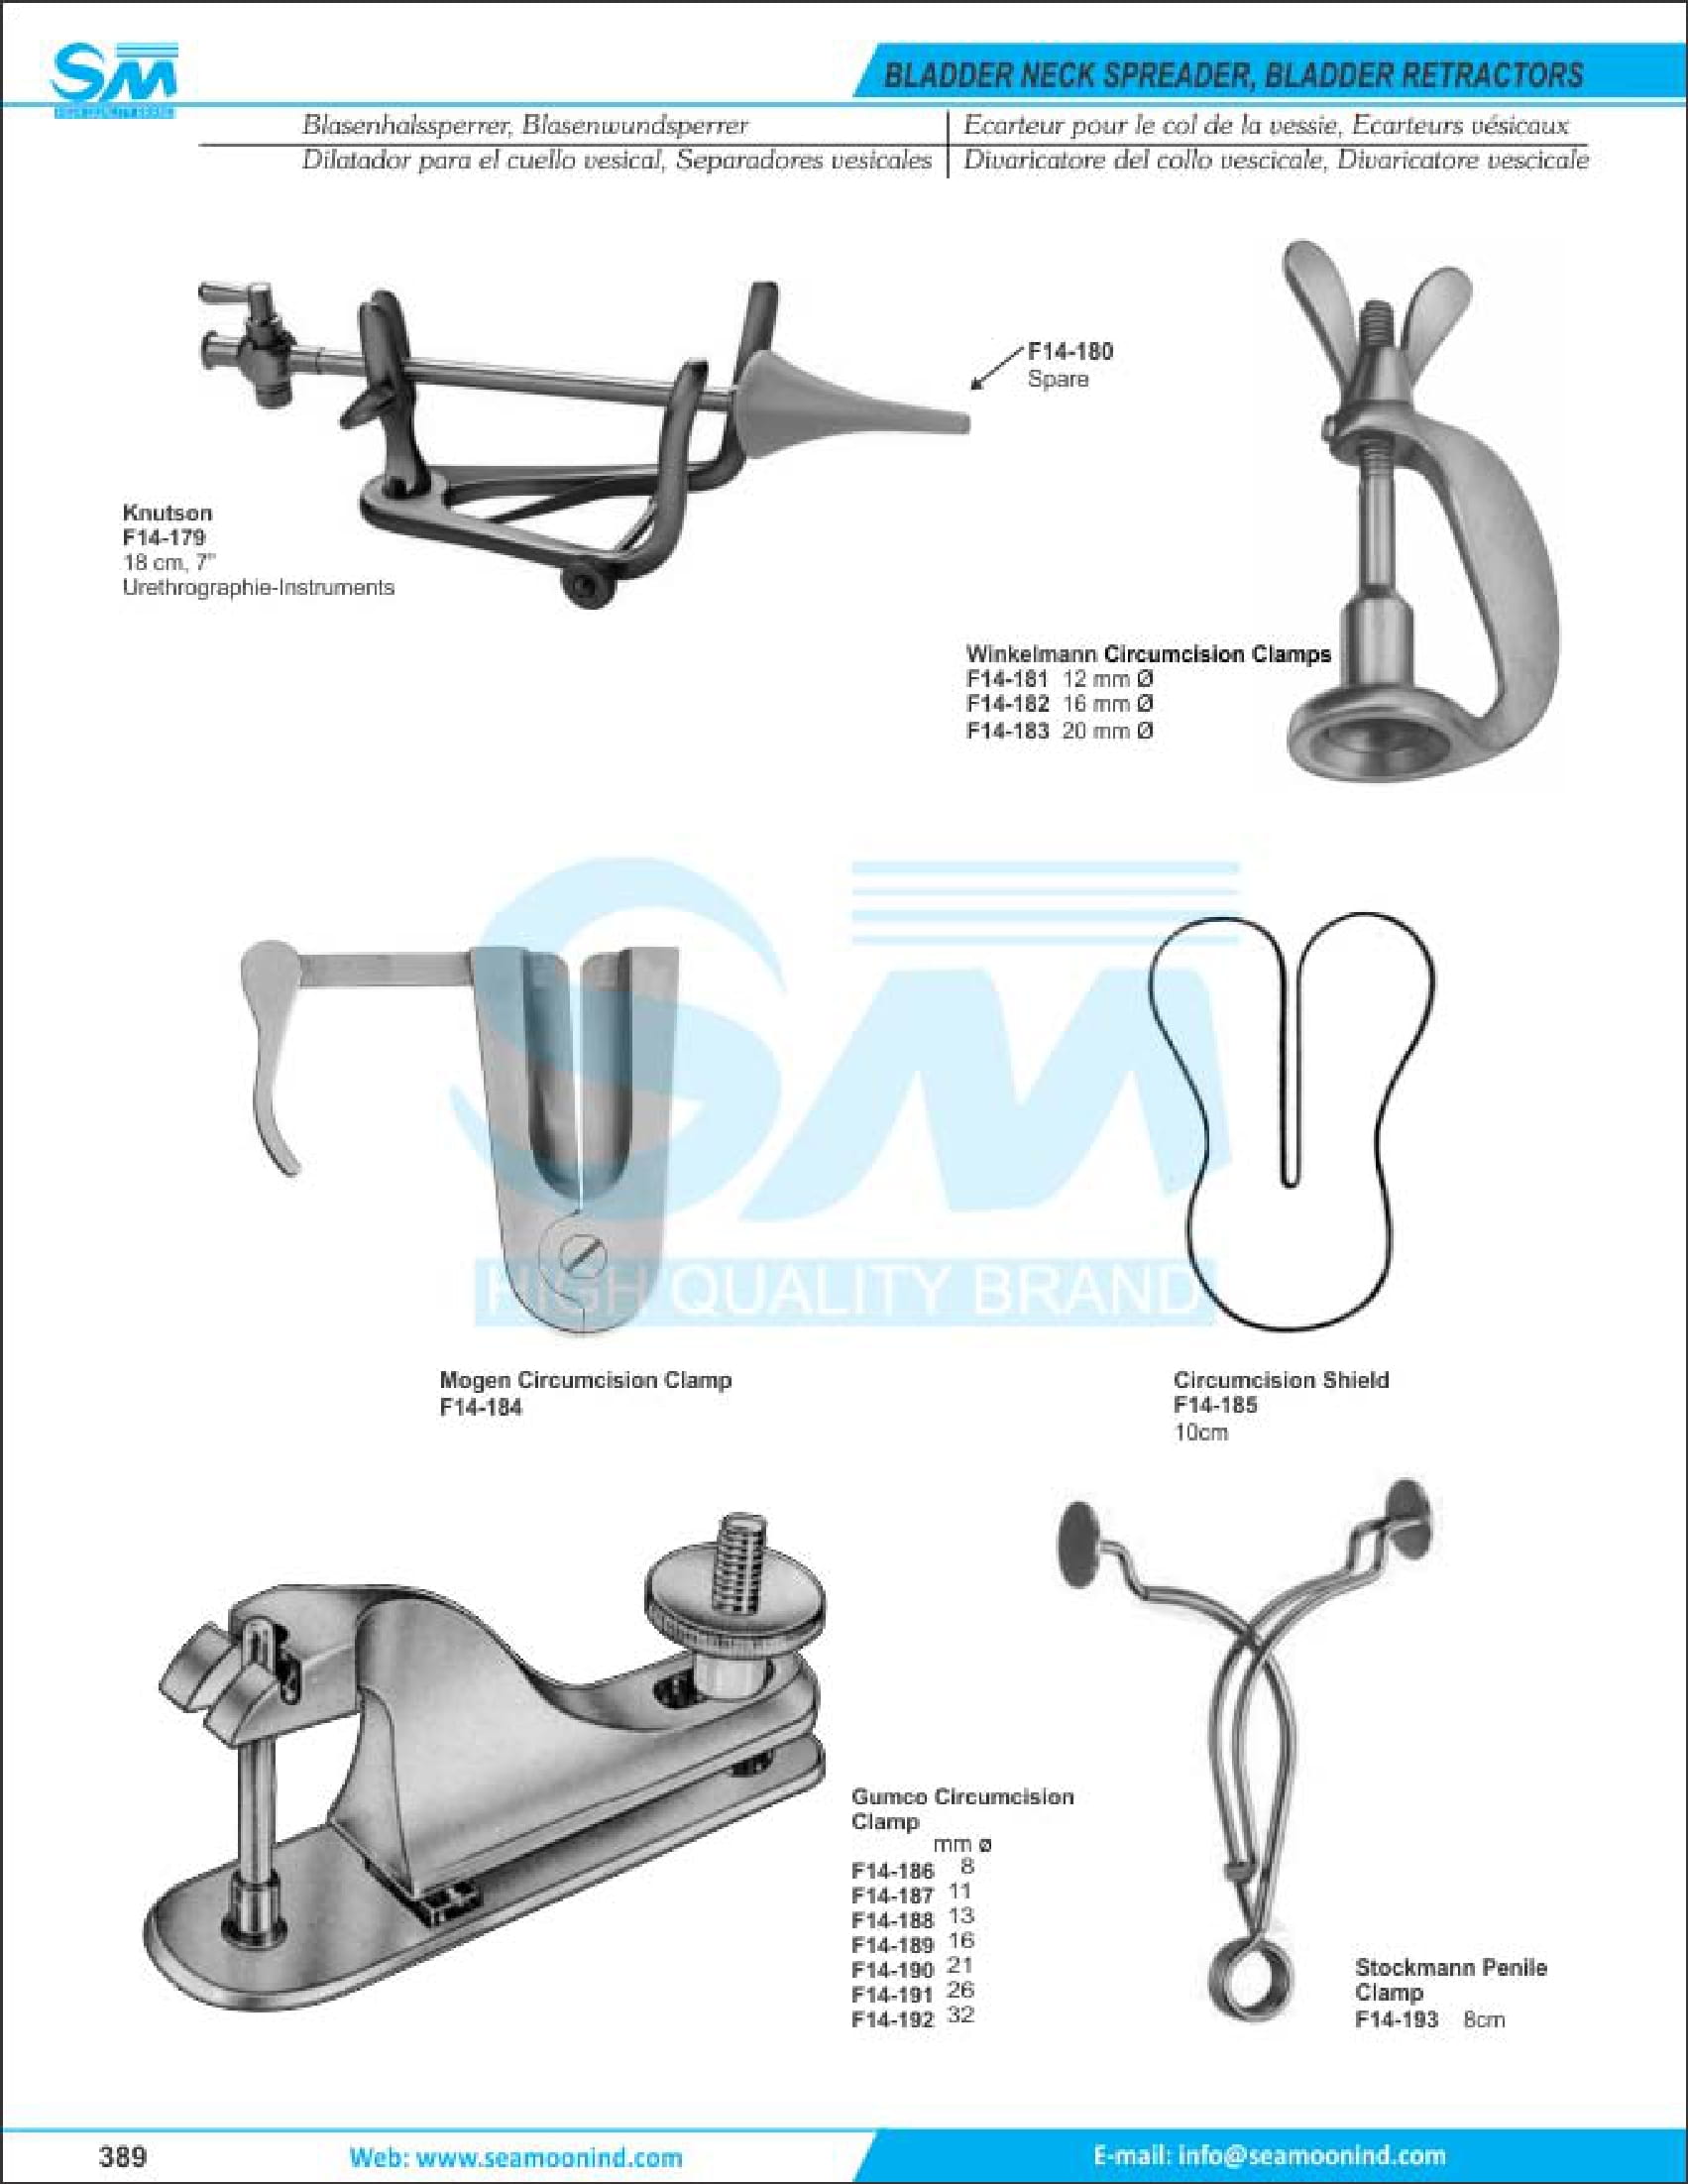 SM
HIGH QUALITY BRAND
BLADDER NECK SPREADER, BLADDER RETRACTORS
Blasenhalssperrer, Blasenwundsperrer
Ecarteur pour le col de la vessie, Ecarteurs vésicaux
Dilatador para el cuello vesical, Separadores vesicales
Divaricatore del collo vescicale, Divaricatore vescicale
F14-180
Spare
Knutson
F14-179
18 cm, 7"
Urethrographie-Instruments
Winkelmann Circumcision Clamps
F14-181 12 mm Ø
F14-182 16 mm Ø
F14-183 20 mm Ø
SM
HIGH QUALITY BRAND
Mogen Circumcision Clamp
F14-184
Circumcision Shield
F14-185
10cm
Gumco Circumcision
Clamp
mm ø
F14-186 8
F14-187 11
F14-188 13
F14-189 16
F14-190 21
F14-191 26
F14-192 32
Stockmann Penile
Clamp
F14-193 8cm
389
Web: www.seamoonind.com
E-mail: info@seamoonind.com